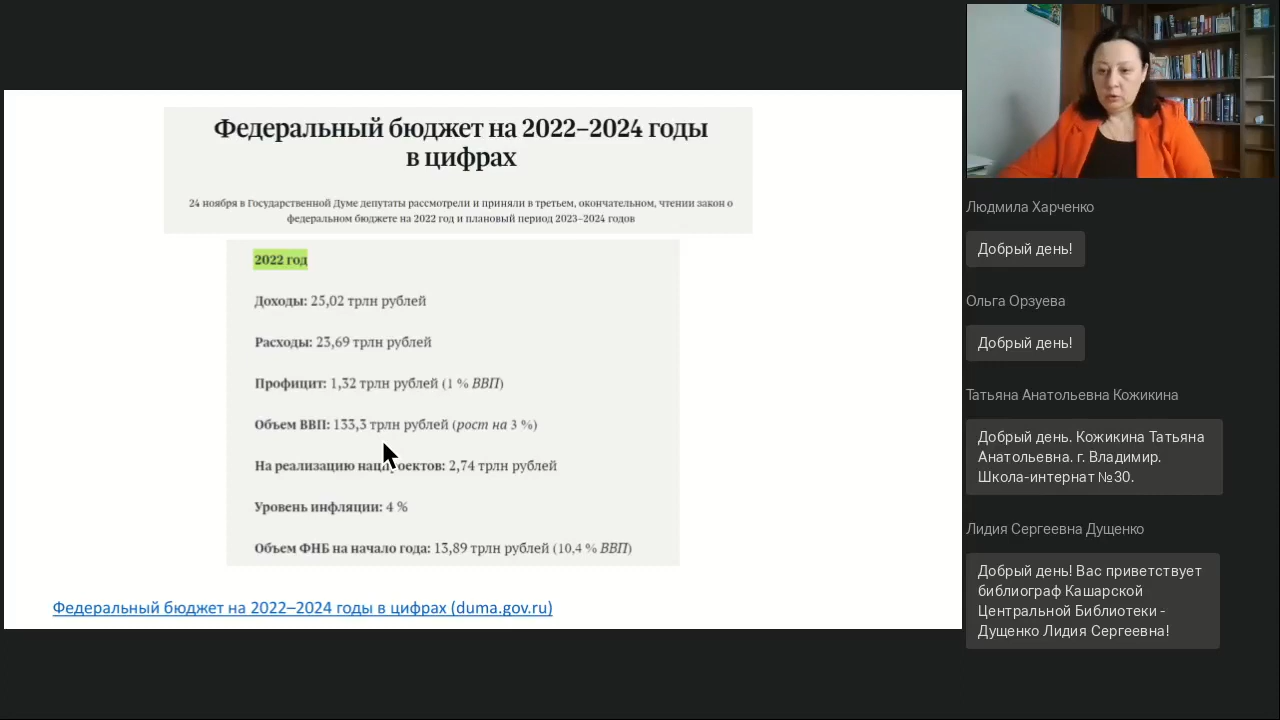 Федеральный бюджет на 2022–2024 годы
в цифрах
24 ноября в Государственной Думе депутаты рассмотрели и приняли в третьем, окончательном, чтении закон о
федеральном бюджете на 2022 год и плановый период 2023–2024 годов
2022 год
Доходы: 25,02 трлн рублей
Расходы: 23,69 трлн рублей
Профицит: 1,32 трлн рублей (1 % ВВП)
Объем ВВП: 133,3 трлн рублей (рост на 3 %)
На реализацию нацпроектов: 2,74 трлн рублей
Уровень инфляции: 4 %
Объем ФНБ на начало года: 13,89 трлн рублей (10,4 % ВВП)
Федеральный бюджет на 2022–2024 годы в цифрах (duma.gov.ru)
Людмила Харченко
Добрый день!
Ольга Орзуева
Добрый день!
Татьяна Анатольевна Кожикина
Добрый день. Кожикина Татьяна
Анатольевна. г. Владимир.
Школа-интернат №30.
Лидия Сергеевна Дущенко
Добрый день! Вас приветствует
библиограф Кашарской
Центральной Библиотеки -
Дущенко Лидия Сергеевна!